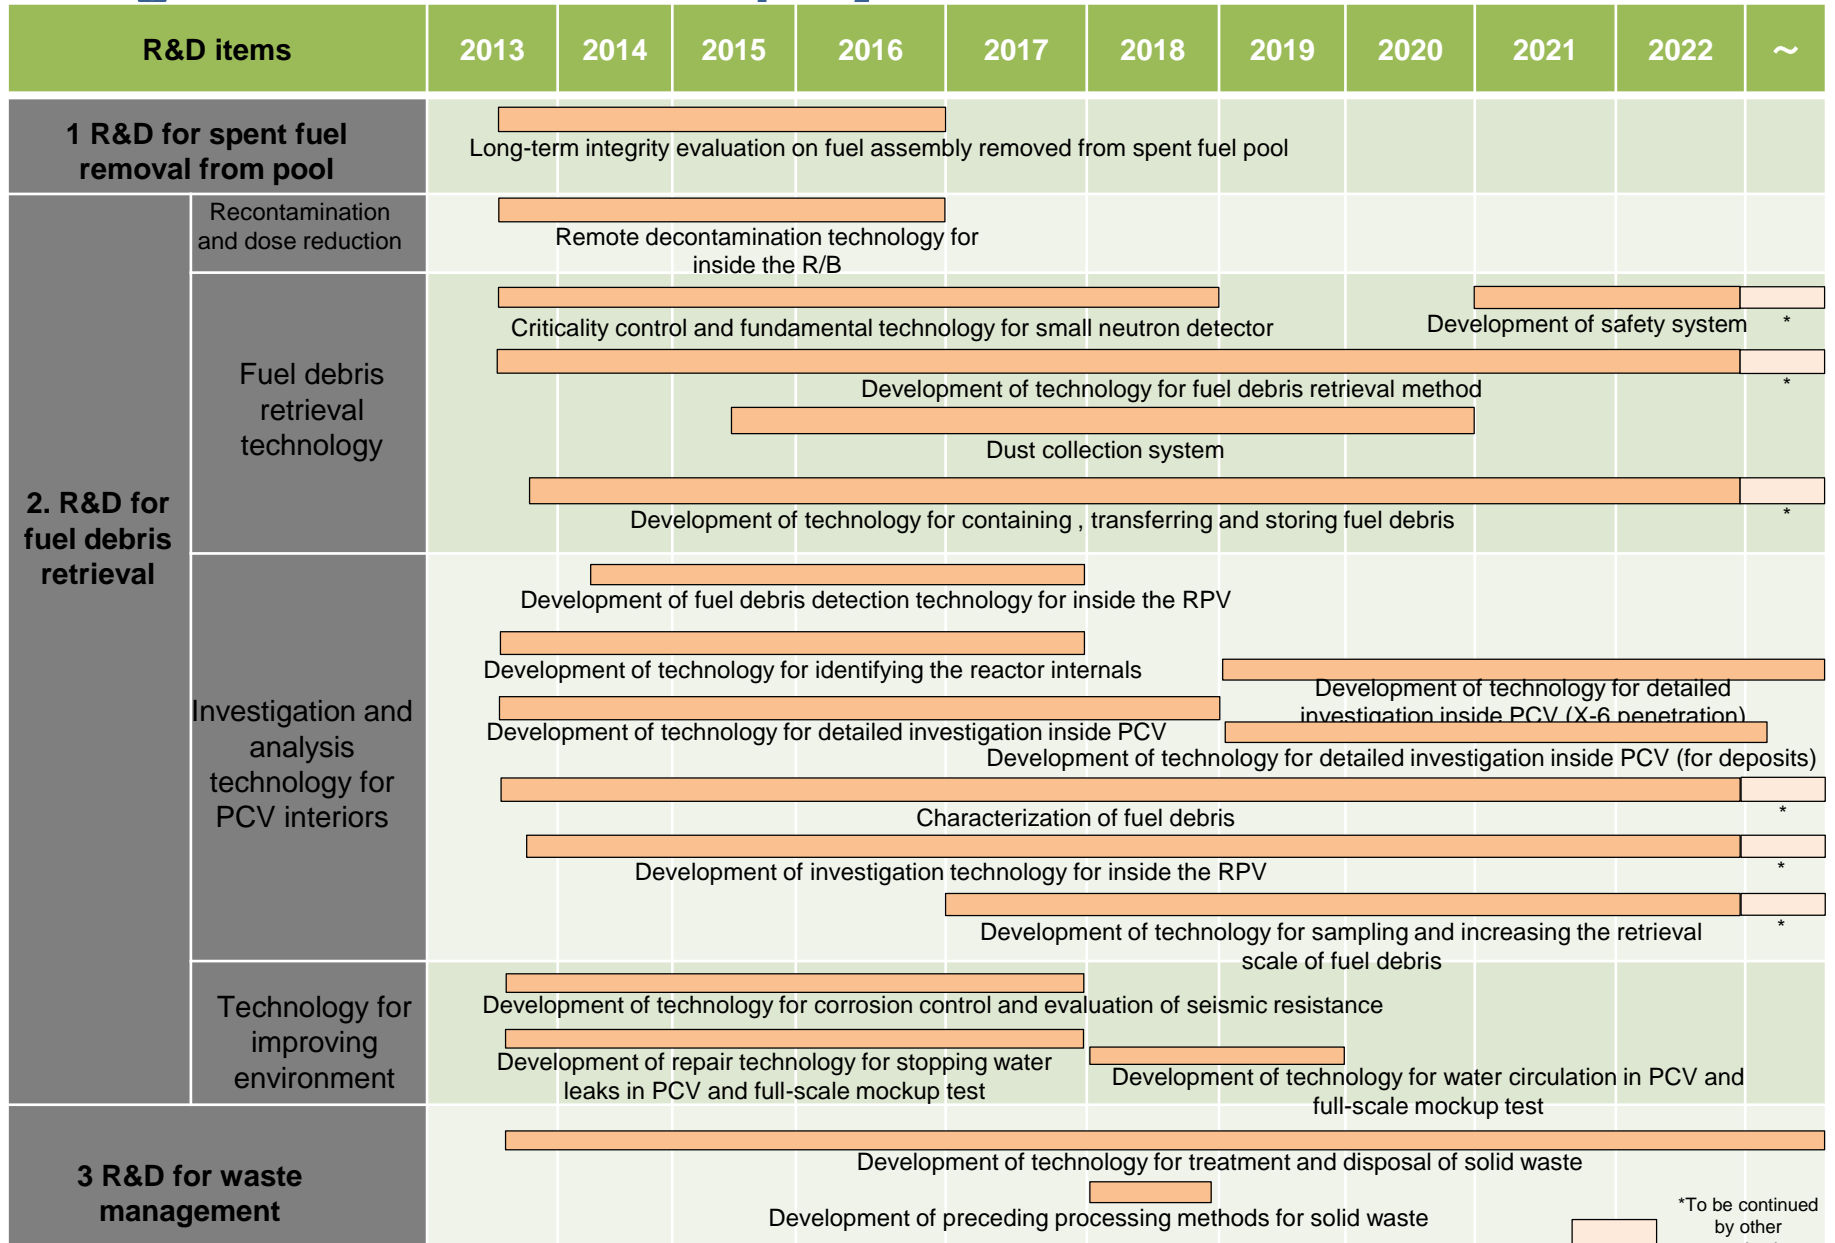 R&D items
2013
2014
2015
2016
2017
2018
2019
2020
2021
2022
～
1 R&D for spent fuel
removal from pool
Long-term integrity evaluation on fuel assembly removed from spent fuel pool
2. R&D for
fuel debris
retrieval
Recontamination
and dose reduction
Remote decontamination technology for
inside the R/B
Fuel debris
retrieval
technology
Criticality control and fundamental technology for small neutron detector
Development of safety system
*
Development of technology for fuel debris retrieval method
*
Dust collection system
Development of technology for containing , transferring and storing fuel debris
*
Investigation and
analysis
technology for
PCV interiors
Development of fuel debris detection technology for inside the RPV
Development of technology for identifying the reactor internals
Development of technology for detailed
investigation inside PCV (X-6 penetration)
Development of technology for detailed investigation inside PCV
Development of technology for detailed investigation inside PCV (for deposits)
Characterization of fuel debris
*
Development of investigation technology for inside the RPV
*
Development of technology for sampling and increasing the retrieval
scale of fuel debris
*
Technology for
improving
environment
Development of technology for corrosion control and evaluation of seismic resistance
Development of repair technology for stopping water
leaks in PCV and full-scale mockup test
Development of technology for water circulation in PCV and
full-scale mockup test
3 R&D for waste
management
Development of technology for treatment and disposal of solid waste
Development of preceding processing methods for solid waste
*To be continued
by other